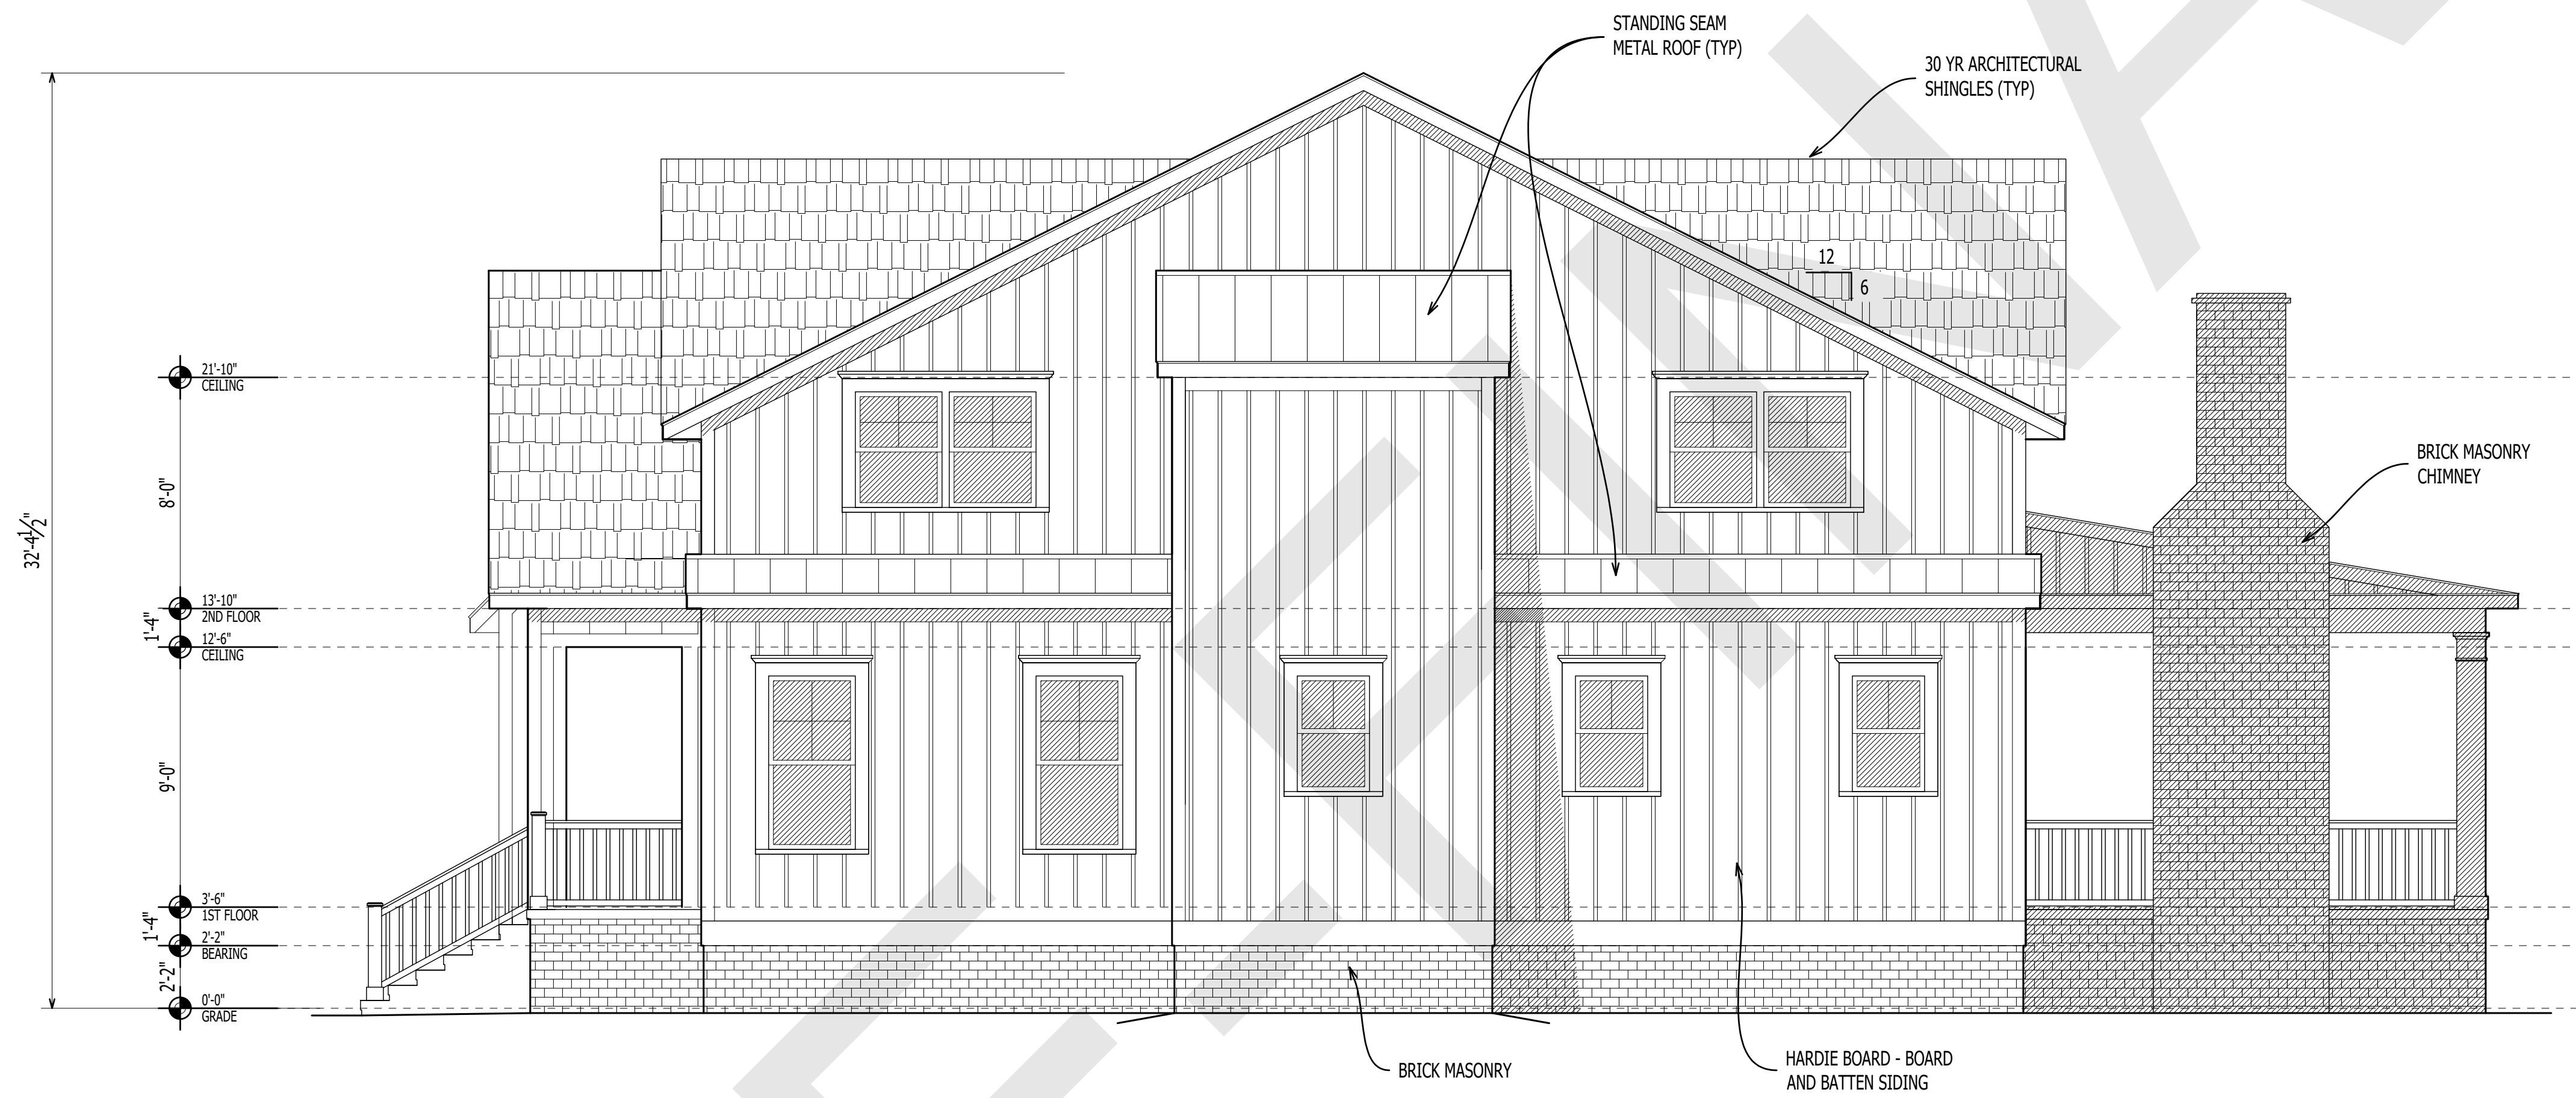 STANDING SEAM
METAL ROOF (TYP)
30 YR ARCHITECTURAL
SHINGLES (TYP)
12
6
BRICK MASONRY
CHIMNEY
32'-4½"
21'-10"
CEILING
8'-0"
13'-10"
2ND FLOOR
1'-4"
12'-6"
CEILING
9'-0"
3'-6"
1ST FLOOR
1'-4"
2'-2"
BEARING
2'-2"
0'-0"
GRADE
BRICK MASONRY
HARDIE BOARD - BOARD
AND BATTEN SIDING